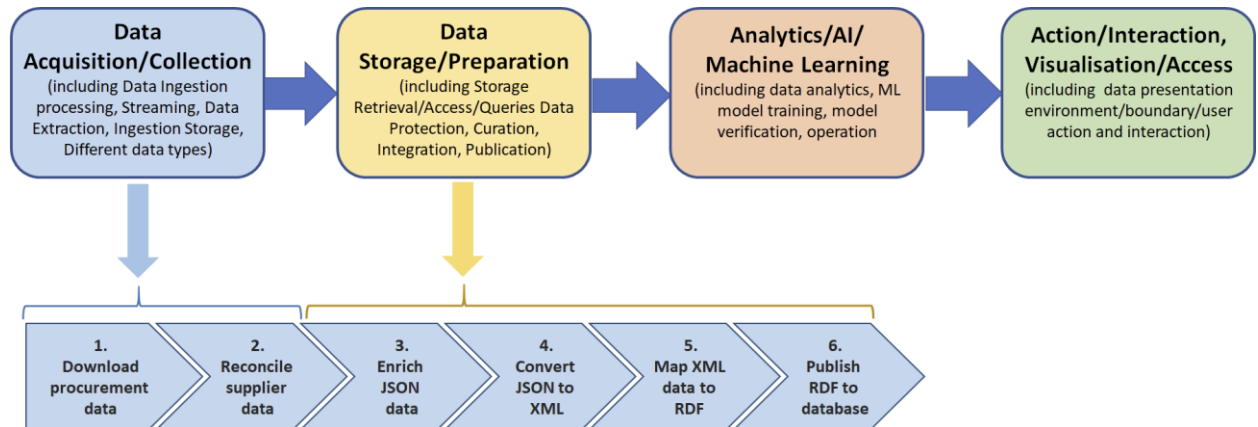 Data
Acquisition/Collection
(including Data Ingestion
processing, Streaming, Data
Extraction, Ingestion Storage,
Different data types)
Data
Storage/Preparation
(including Storage
Retrieval/Access/Queries Data
Protection, Curation,
Integration, Publication)
Analytics/AI/
Machine Learning
(including data analytics, ML
model training, model
verification, operation
Action/Interaction,
Visualisation/Access
(including  data presentation
environment/boundary/user
action and interaction)
1.
Download
procurement
data
2.
Reconcile
supplier
data
3.
Enrich
JSON
data
4.
Convert
JSON to
XML
5.
Map XML
data to
RDF
6.
Publish
RDF to
database